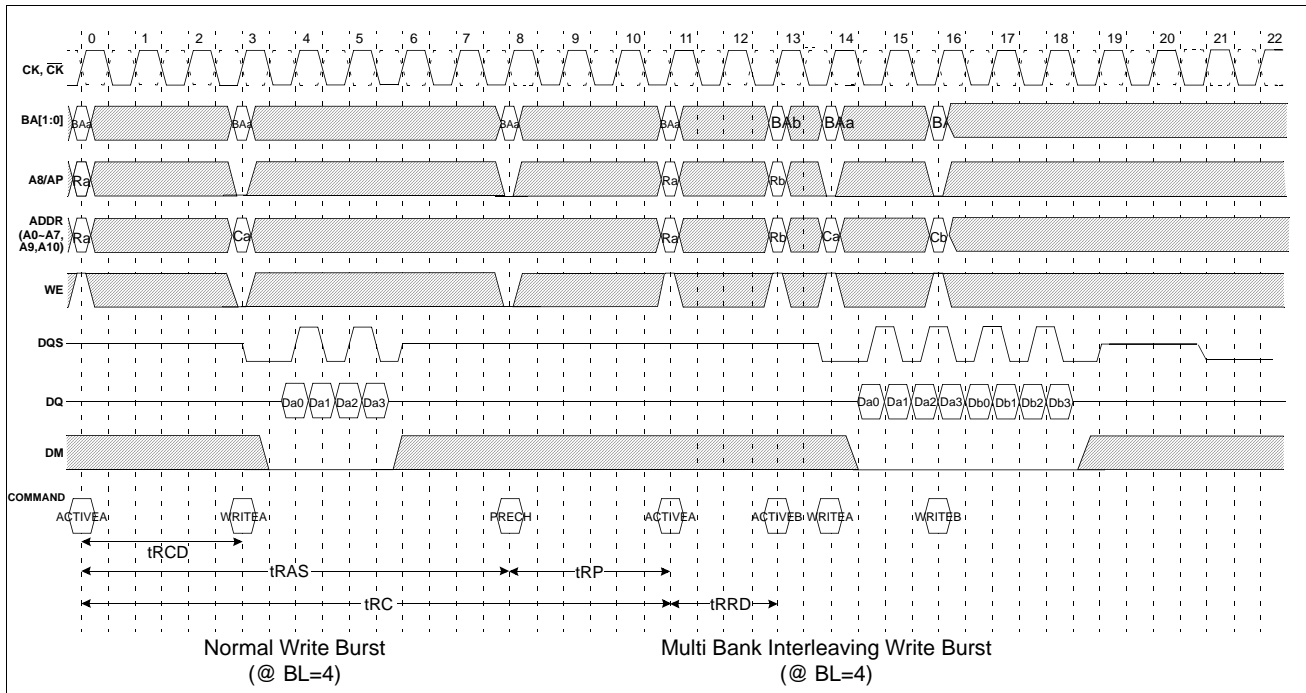 0 1 2 3 4 5 6 7 8 9 10 11 12 13 14 15 16 17 18 19 20 21 22
CK, CK
BA[1:0] BAa BAa BAa BAa BAb BAa BA
A8/AP Ra Ra Rb
ADDR
(A0~A7,
A9,A10)
Ra Ca Ra Rb Ca Cb
WE
DQS
DQ Da0 Da1 Da2 Da3 Da0 Da1 Da2 Da3 Db0 Db1 Db2 Db3
DM
COMMAND
ACTIVEA WRITEA PRECH ACTIVEA ACTIVEB WRITEA WRITEB
tRCD
tRAS tRP
tRC tRRD
Normal Write Burst
(@ BL=4)
Multi Bank Interleaving Write Burst
(@ BL=4)